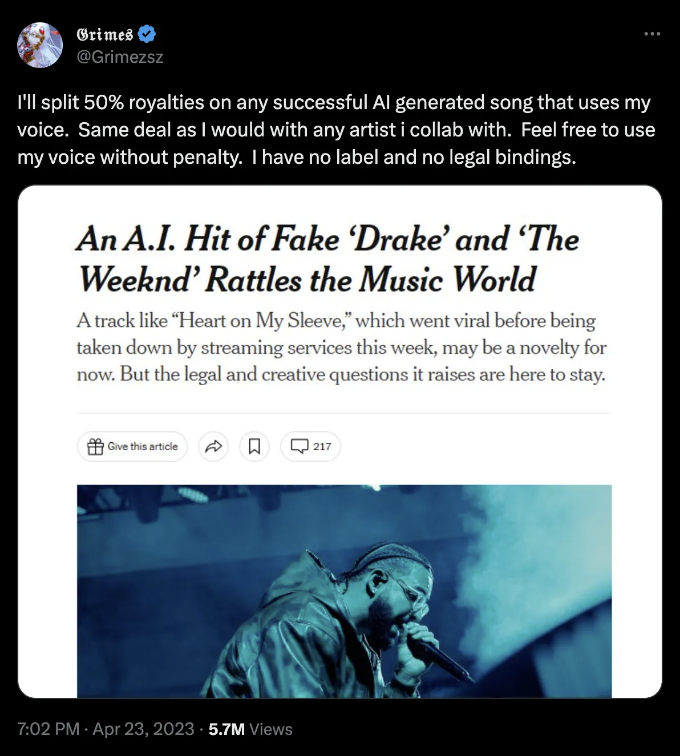 Grimes
@Grimezsz
I'll split 50% royalties on any successful AI generated song that uses my
voice. Same deal as I would with any artist i collab with. Feel free to use
my voice without penalty. I have no label and no legal bindings.
An A.I. Hit of Fake ‘Drake’ and ‘The
Weeknd’ Rattles the Music World
A track like “Heart on My Sleeve,” which went viral before being
taken down by streaming services this week, may be a novelty for
now. But the legal and creative questions it raises are here to stay.
Give this article 217
7:02 PM · Apr 23, 2023 · 5.7M Views